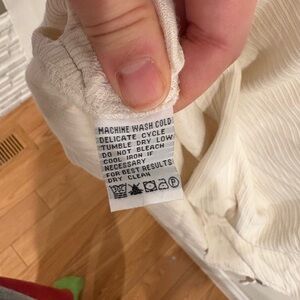 MACHINE WASH COLD
DELICATE CYCLE
TUMBLE DRY LOW
DO NOT BLEACH
COOL IRON IF
NECESSARY
FOR BEST RESULTS
DRY CLEAN
P